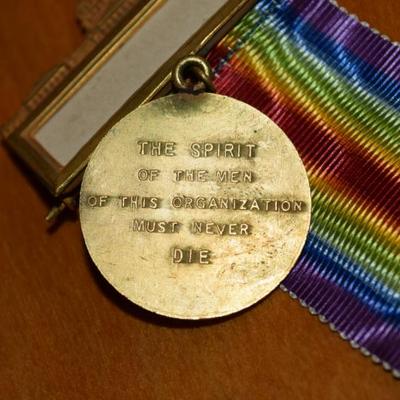 THE SPIRIT
OF THE MEN
OF THIS ORGANIZATION
MUST NEVER
DIE